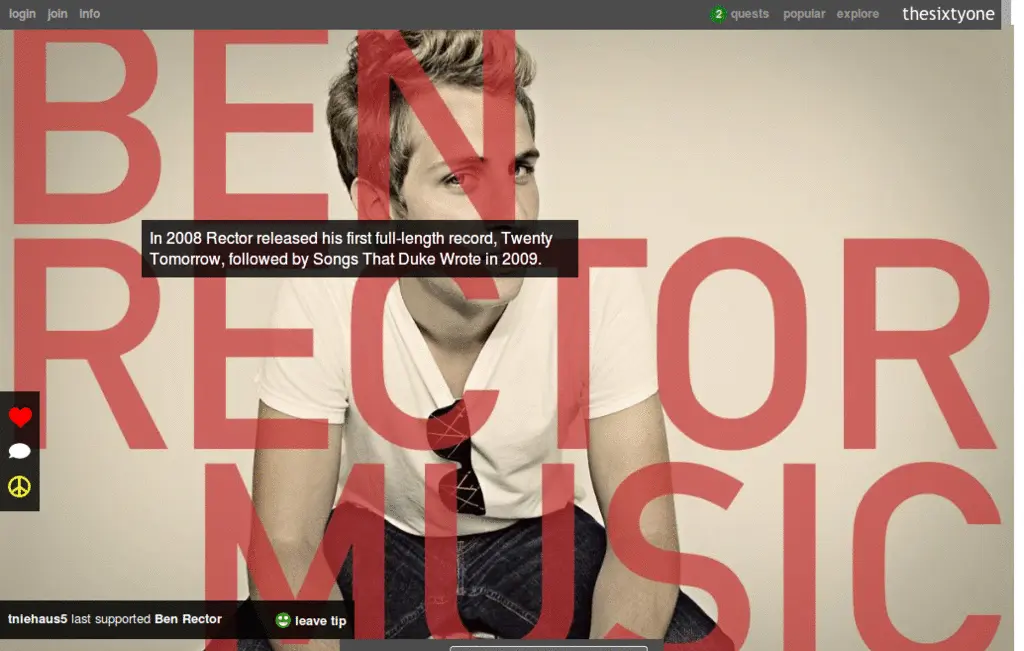 login join info
2 quests popular explore thesixtyone
BEN
RECTOR
MUSIC
In 2008 Rector released his first full-length record, Twenty
Tomorrow, followed by Songs That Duke Wrote in 2009.
tniehaus5 last supported Ben Rector
leave tip